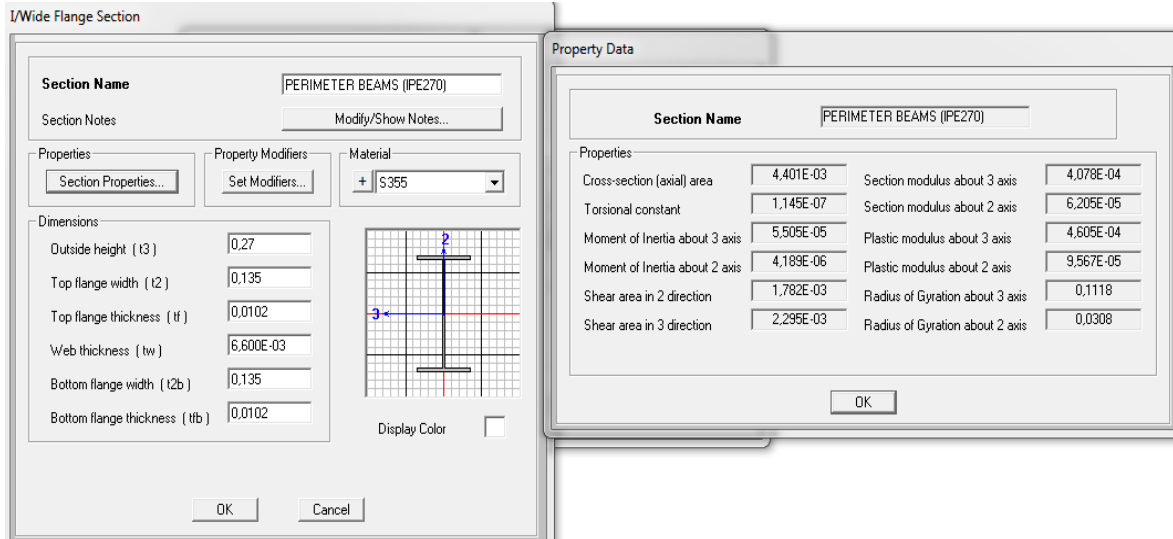 I/Wide Flange Section
Section Name PERIMETER BEAMS (IPE270)
Section Notes Modify/Show Notes...
Properties Property Modifiers Material
Section Properties... Set Modifiers... + S355
Dimensions
Outside height ( t3 ) 0,27
Top flange width ( t2 ) 0,135
Top flange thickness ( tf ) 0,0102
Web thickness ( tw ) 6,600E-03
Bottom flange width ( t2b ) 0,135
Bottom flange thickness ( tfb ) 0,0102
2
3
Display Color
OK Cancel
Property Data
Section Name PERIMETER BEAMS (IPE270)
Properties
Cross-section (axial) area 4,401E-03 Section modulus about 3 axis 4,078E-04
Torsional constant 1,145E-07 Section modulus about 2 axis 6,205E-05
Moment of Inertia about 3 axis 5,505E-05 Plastic modulus about 3 axis 4,605E-04
Moment of Inertia about 2 axis 4,189E-06 Plastic modulus about 2 axis 9,567E-05
Shear area in 2 direction 1,782E-03 Radius of Gyration about 3 axis 0,1118
Shear area in 3 direction 2,295E-03 Radius of Gyration about 2 axis 0,0308
OK